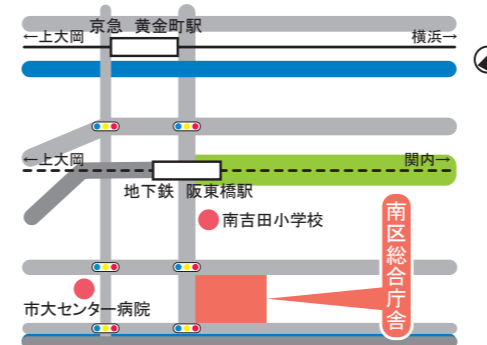 京急 黄金町駅
←上大岡
横浜→
←上大岡
関内→
地下鉄 阪東橋駅
南吉田小学校
南区総合庁舎
市大センター病院